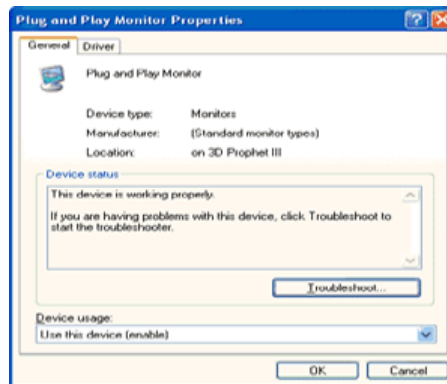 Plug and Play Monitor Properties
General Driver
Plug and Play Monitor
Device type: Monitors
Manufacturer: (Standard monitor types)
Location: on 3D Prophet III
Device status
This device is working properly.
If you are having problems with this device, click Troubleshoot to
start the troubleshooter.
Troubleshoot...
Device usage:
Use this device (enable)
OK Cancel